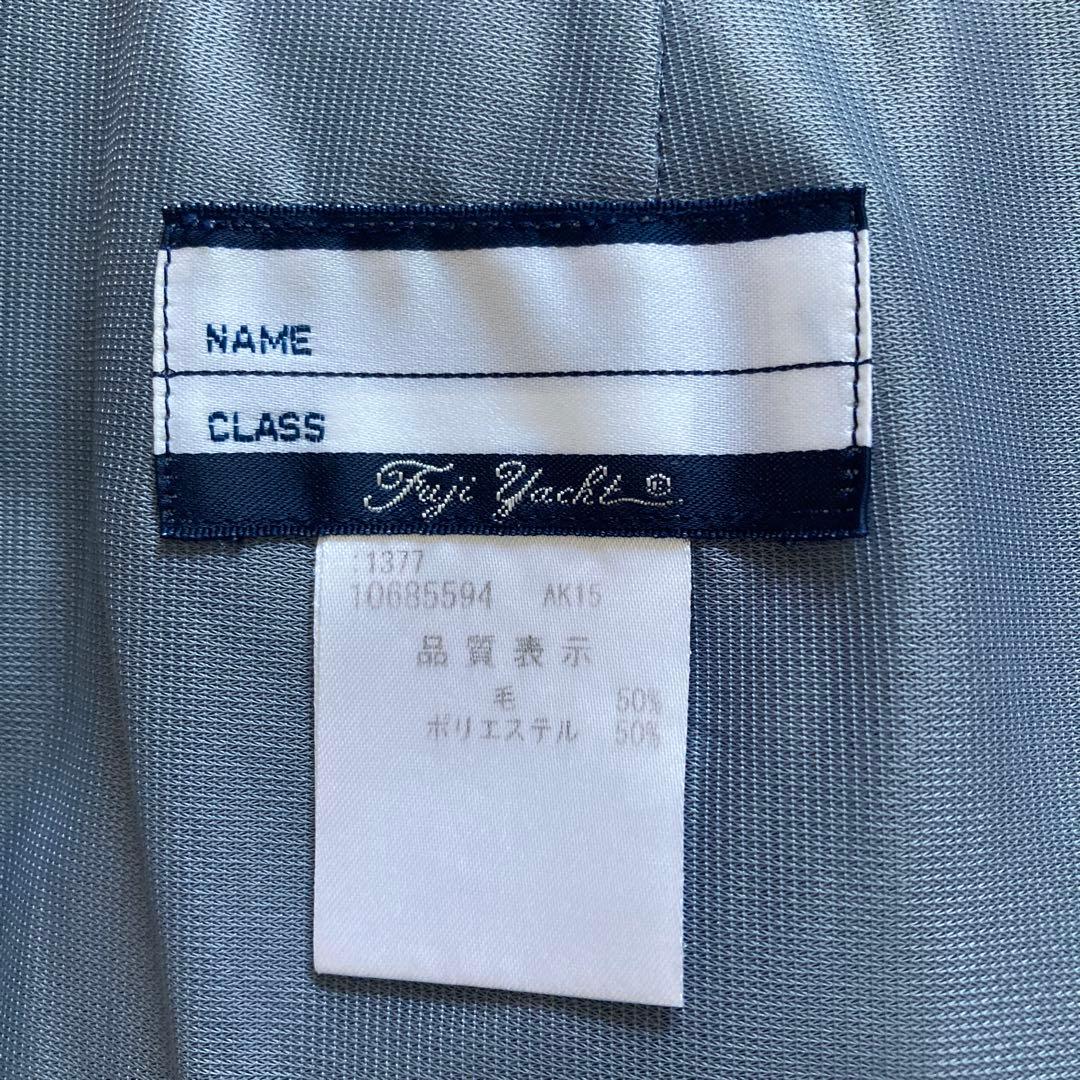 NAME
CLASS
Fuji Yacht®
:1377
10685594 AK15
品質表示
毛 50%
ポリエステル 50%